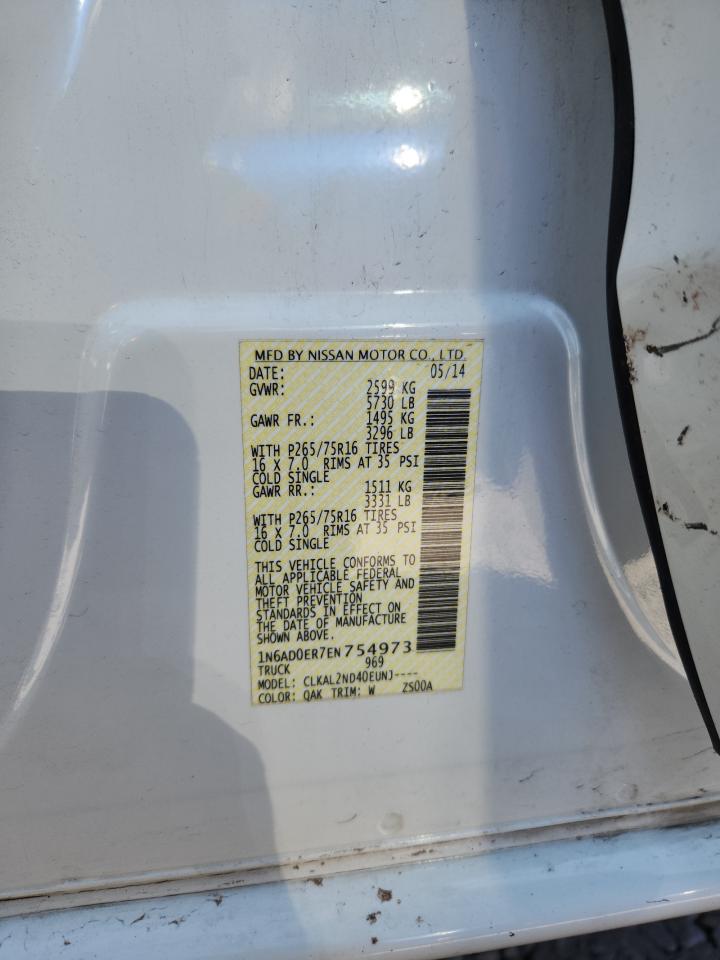 MFD BY NISSAN MOTOR CO., LTD.
DATE: 05/14
GVWR: 2599 KG
5730 LB
GAWR FR.: 1495 KG
3296 LB
WITH P265/75R16 TIRES
16 X 7.0 RIMS AT 35 PSI
COLD SINGLE
GAWR RR.: 1511 KG
3331 LB
WITH P265/75R16 TIRES
16 X 7.0 RIMS AT 35 PSI
COLD SINGLE
THIS VEHICLE CONFORMS TO
ALL APPLICABLE FEDERAL
MOTOR VEHICLE SAFETY AND
THEFT PREVENTION
STANDARDS IN EFFECT ON
THE DATE OF MANUFACTURE
SHOWN ABOVE.
1N6AD0ER7EN754973
TRUCK 969
MODEL: CLKAL2ND40EUNJ----
COLOR: QAK TRIM: W ZS00A